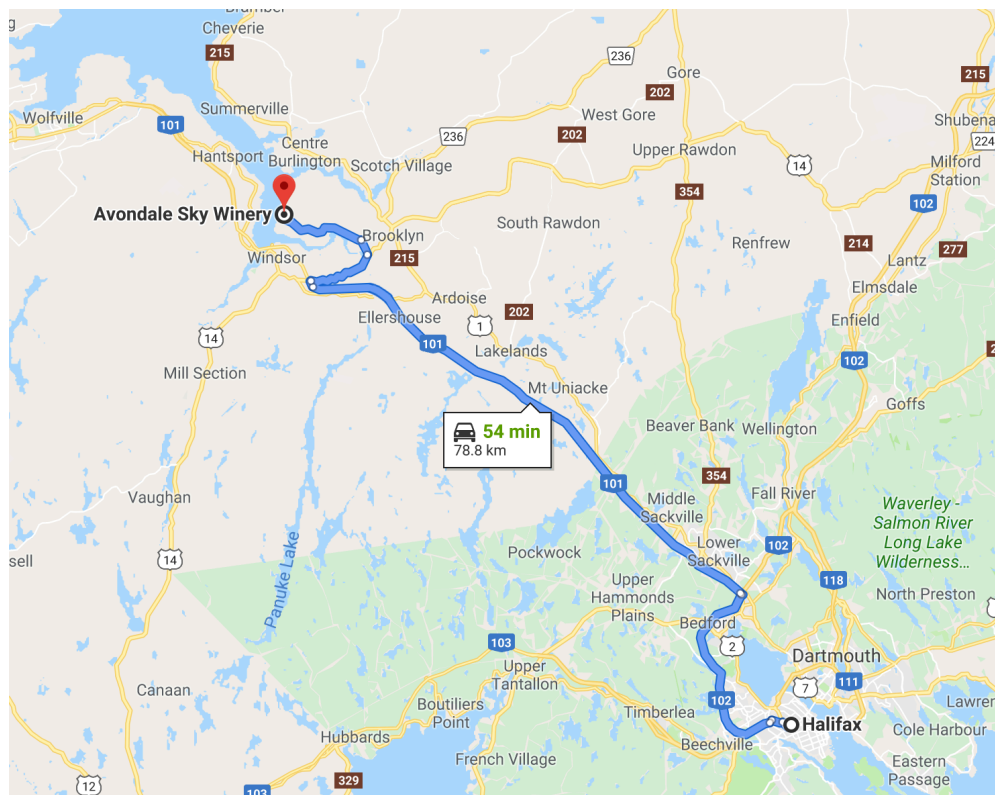 Cheverie
215
236
Gore
215
202
Summerville
Wolfville
101
West Gore
Shubena
202
236
224
Centre
Burlington
Hantsport
Scotch Village
Upper Rawdon
14
Milford
Station
354
102
Avondale Sky Winery
South Rawdon
Brooklyn
Renfrew
214
277
215
Windsor
Lantz
Elmsdale
Ardoise
202
Ellershouse
1
Enfield
14
101
Lakelands
102
Mill Section
Mt Uniacke
Goffs
54 min
78.8 km
Beaver Bank
Wellington
354
101
Vaughan
Middle
Sackville
Fall River
Waverley -
Salmon River
Long Lake
Wilderness...
14
sell
Pockwock
Lower
Sackville
102
Panuke Lake
Upper
Hammonds
Plains
118
North Preston
Bedford
103
2
Dartmouth
Upper
Tantallon
7
111
Canaan
102
Boutiliers
Point
Timberlea
Halifax
Lawren
Cole Harbour
Hubbards
Beechville
French Village
Eastern
Passage
12
329
103